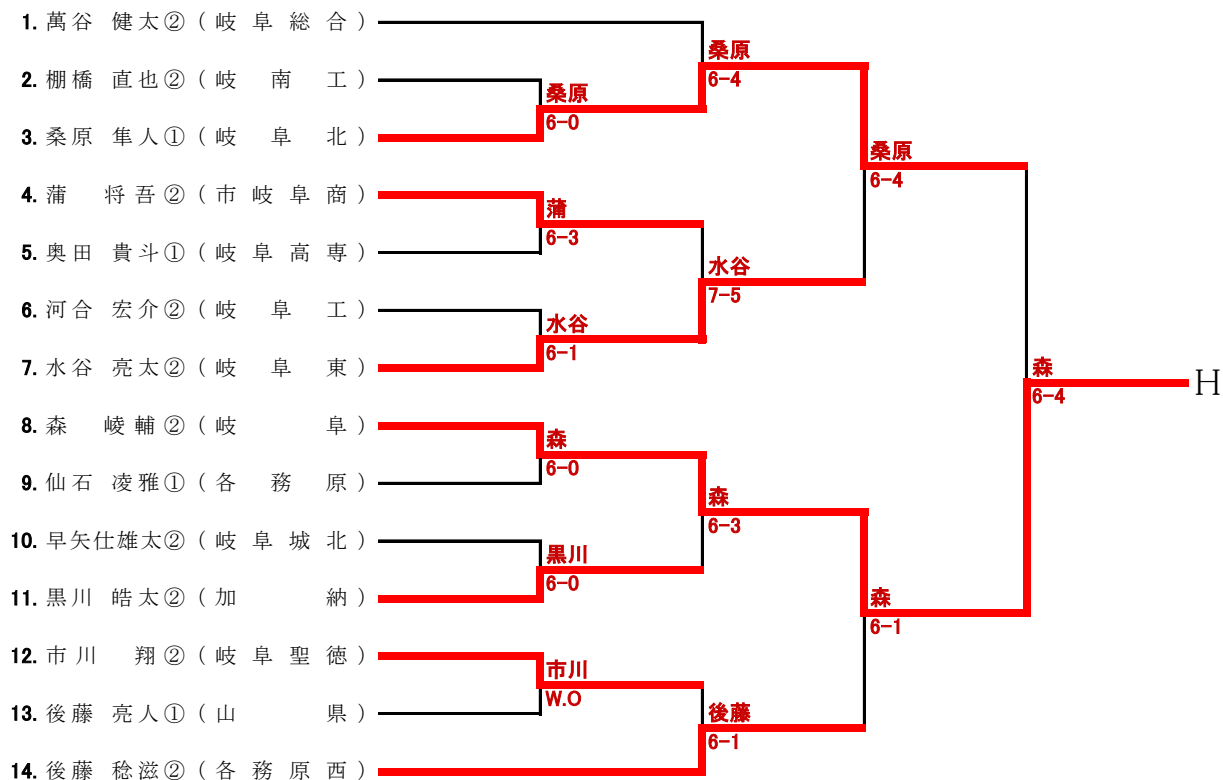 1. 萬谷 健太② ( 岐阜総合 )
2. 棚橋 直也② ( 岐南工 )
3. 桑原 隼人① ( 岐阜北 )
4. 蒲 将吾② ( 市岐阜商 )
5. 奥田 貴斗① ( 岐阜高専 )
6. 河合 宏介② ( 岐阜工 )
7. 水谷 亮太② ( 岐阜東 )
8. 森 崚輔② ( 岐阜 )
9. 仙石 凌雅① ( 各務原 )
10. 早矢仕雄太② ( 岐阜城北 )
11. 黒川 皓太② ( 加納 )
12. 市川 翔② ( 岐阜聖徳 )
13. 後藤 亮人① ( 山県 )
14. 後藤 稔滋② ( 各務原西 )
桑原
6-0
蒲
6-3
水谷
6-1
森
6-0
黒川
6-0
市川
W.O
桑原
6-4
水谷
7-5
森
6-3
後藤
6-1
桑原
6-4
森
6-1
森
6-4
H